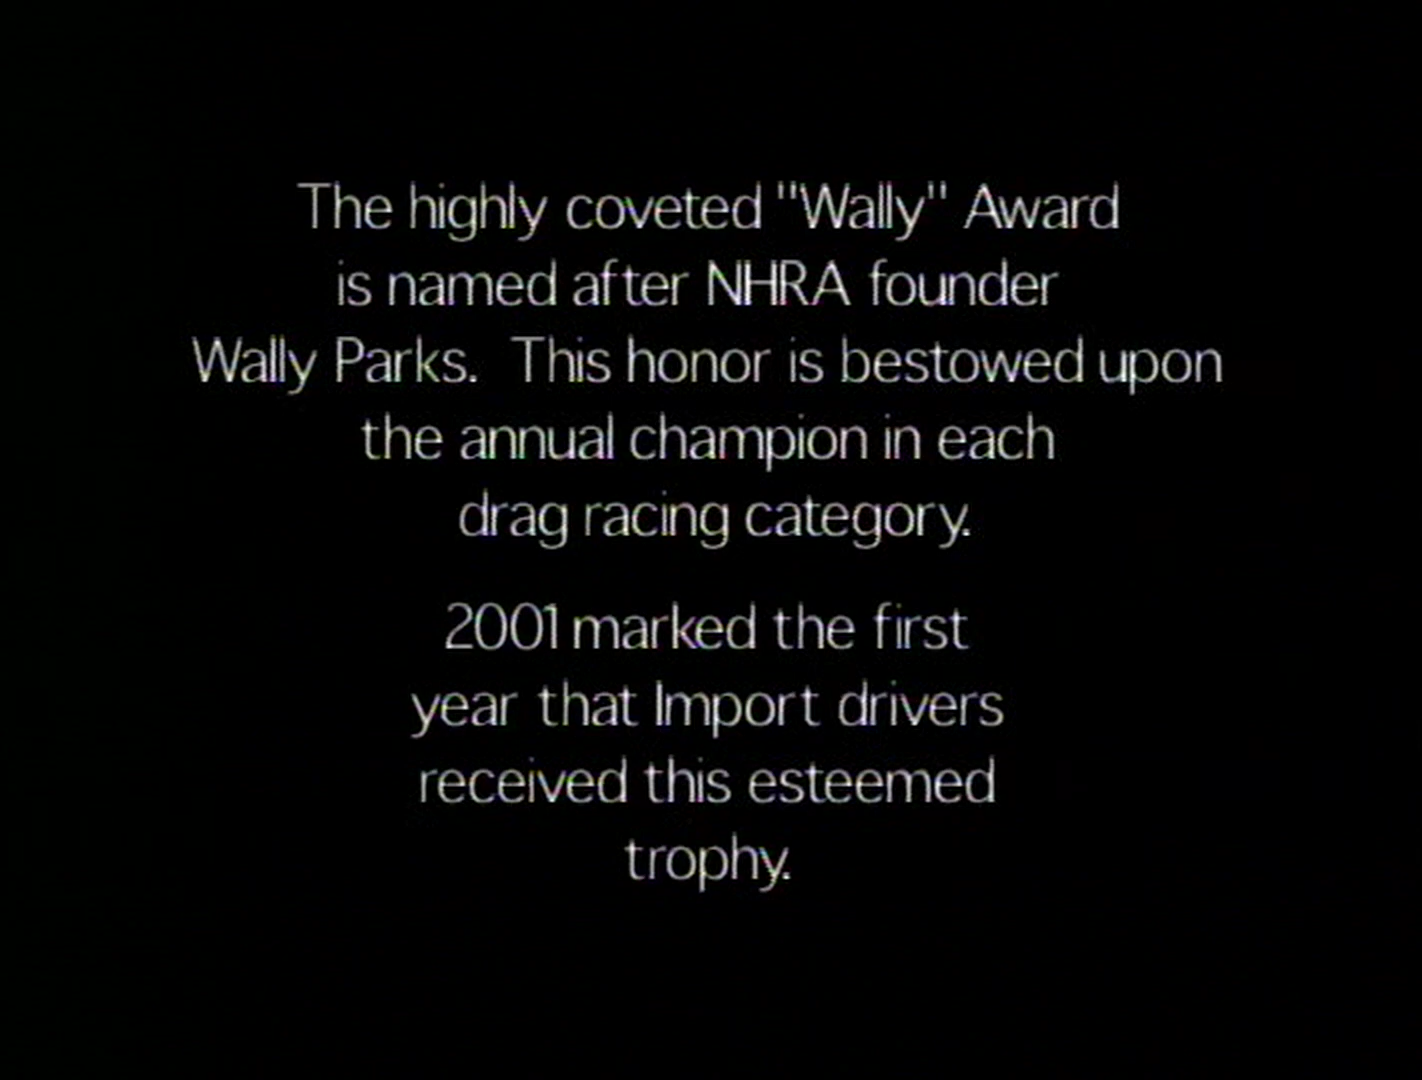 The highly coveted "Wally" Award
is named after NHRA founder
Wally Parks.  This honor is bestowed upon
the annual champion in each
drag racing category.
2001 marked the first
year that Import drivers
received this esteemed
trophy.